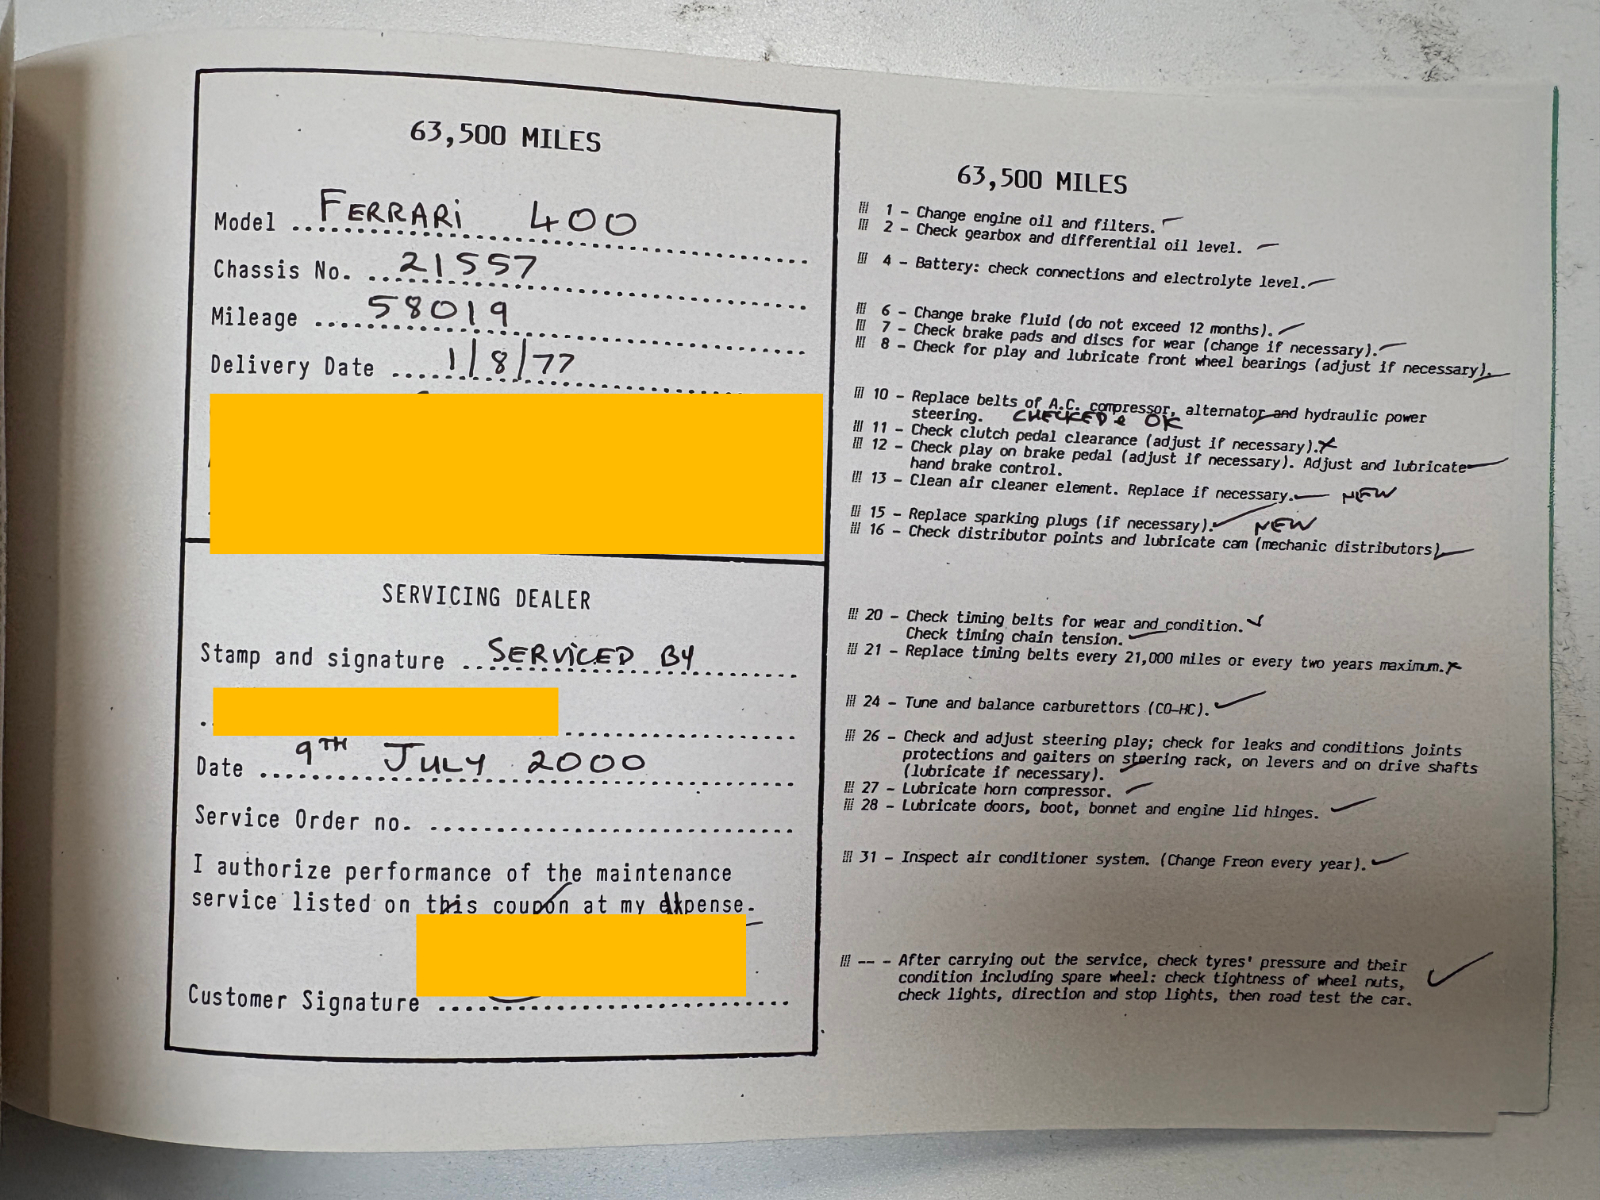 63,500 MILES
Model ... FERRARI 400
Chassis No. ... 21557
Mileage ... 58019
Delivery Date ... 1/8/77
SERVICING DEALER
Stamp and signature ... SERVICED BY
Date ... 9TH JULY 2000
Service Order no. ...
I authorize performance of the maintenance
service listed on this coupon at my expense.
Customer Signature ...
63,500 MILES
1 - Change engine oil and filters.
2 - Check gearbox and differential oil level.
4 - Battery: check connections and electrolyte level.
6 - Change brake fluid (do not exceed 12 months).
7 - Check brake pads and discs for wear (change if necessary).
8 - Check for play and lubricate front wheel bearings (adjust if necessary).
10 - Replace belts of A.C. compressor, alternator and hydraulic power
steering. CHECKED & OK
11 - Check clutch pedal clearance (adjust if necessary).
12 - Check play on brake pedal (adjust if necessary). Adjust and lubricate
hand brake control.
13 - Clean air cleaner element. Replace if necessary. NEW
15 - Replace sparking plugs (if necessary). NEW
16 - Check distributor points and lubricate cam (mechanic distributors)
20 - Check timing belts for wear and condition.
Check timing chain tension.
21 - Replace timing belts every 21,000 miles or every two years maximum.
24 - Tune and balance carburettors (CO-HC).
26 - Check and adjust steering play; check for leaks and conditions joints
protections and gaiters on steering rack, on levers and on drive shafts
(lubricate if necessary).
27 - Lubricate horn compressor.
28 - Lubricate doors, boot, bonnet and engine lid hinges.
31 - Inspect air conditioner system. (Change Freon every year).
-- - After carrying out the service, check tyres' pressure and their
condition including spare wheel: check tightness of wheel nuts,
check lights, direction and stop lights, then road test the car.